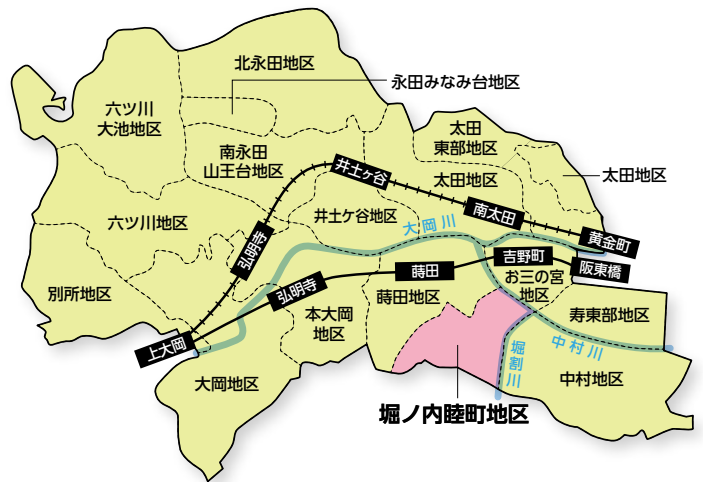 北永田地区
永田みなみ台地区
六ツ川
大池地区
太田
東部地区
南永田
山王台地区
井土ヶ谷
太田地区
太田地区
六ツ川地区
井土ケ谷地区
南太田
大岡川
黄金町
弘明寺
吉野町
阪東橋
蒔田
お三の宮
地区
別所地区
弘明寺
蒔田地区
本大岡
地区
寿東部地区
上大岡
中村川
堀割川
大岡地区
中村地区
堀ノ内睦町地区